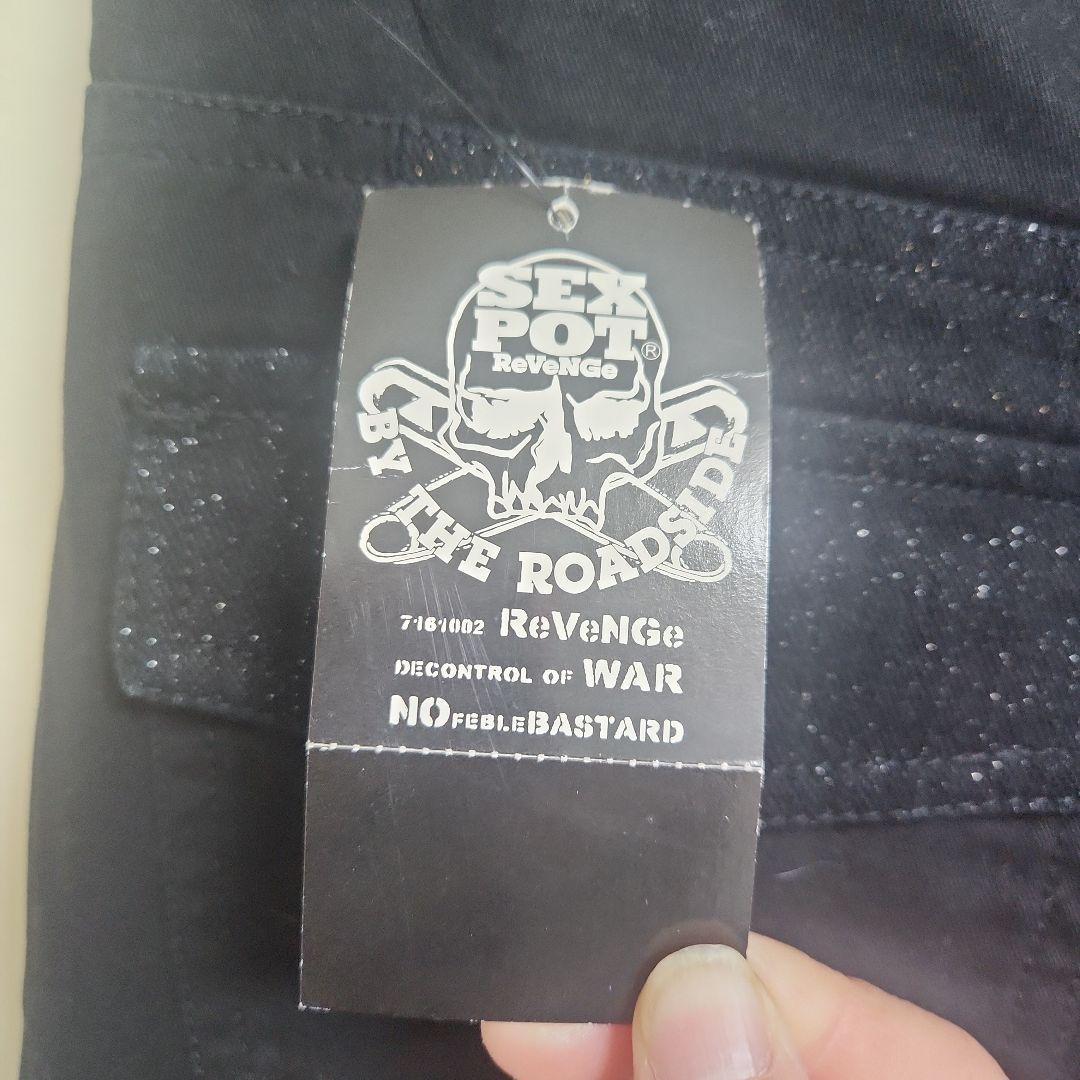 SEX
POT
ReVeNGe ®
BY THE ROADSIDE
7161002 ReVeNGe
DECONTROL OF WAR
NO FEBLE BASTARD